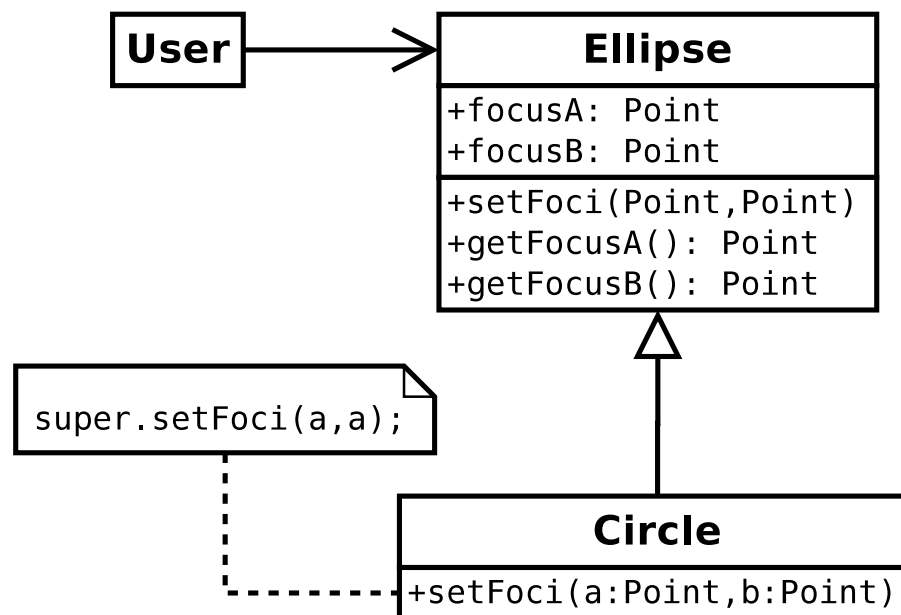 User
Ellipse
+focusA: Point
+focusB: Point
+setFoci(Point,Point)
+getFocusA(): Point
+getFocusB(): Point
super.setFoci(a,a);
Circle
+setFoci(a:Point,b:Point)